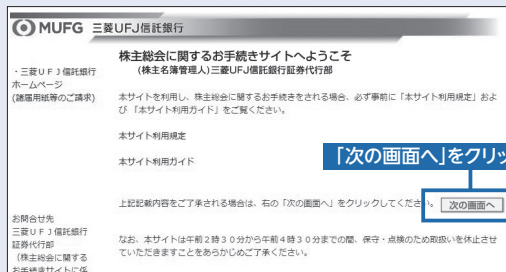 MUFG 三菱UFJ信託銀行
株主総会に関するお手続きサイトへようこそ
(株主名簿管理人)三菱UFJ信託銀行証券代行部
・三菱UFJ信託銀行
ホームページ
(諸届用紙等のご請求)
本サイトを利用し、株主総会に関するお手続きをされる場合、必ず事前に「本サイト利用規定」およ
び「本サイト利用ガイド」をご覧ください。
本サイト利用規定
本サイト利用ガイド
「次の画面へ」をクリッ
上記記載内容をご了承される場合は、右の「次の画面へ」をクリックしてください。 次の画面へ
お問合せ先
三菱UFJ信託銀行
証券代行部
(株主総会に関する
お手続きサイトに係
なお、本サイトは午前2時30分から午前4時30分までの間、保守・点検のため取扱いを休止させ
ていただきますことをあらかじめご了承ください。